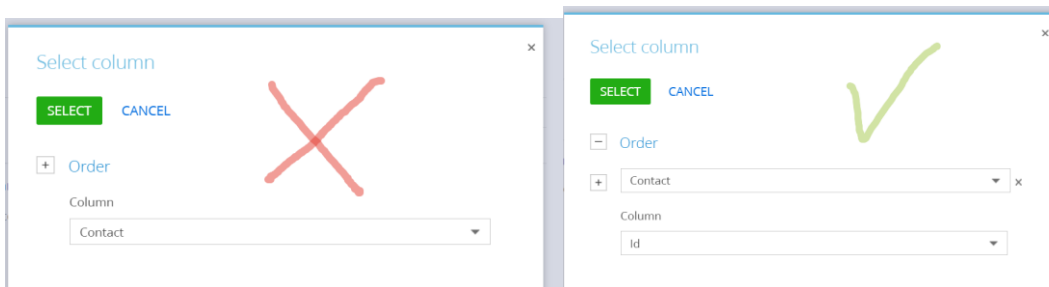 ×
Select column
SELECT CANCEL
+ Order
Column
Contact
×
Select column
SELECT CANCEL
− Order
+ Contact ×
Column
Id